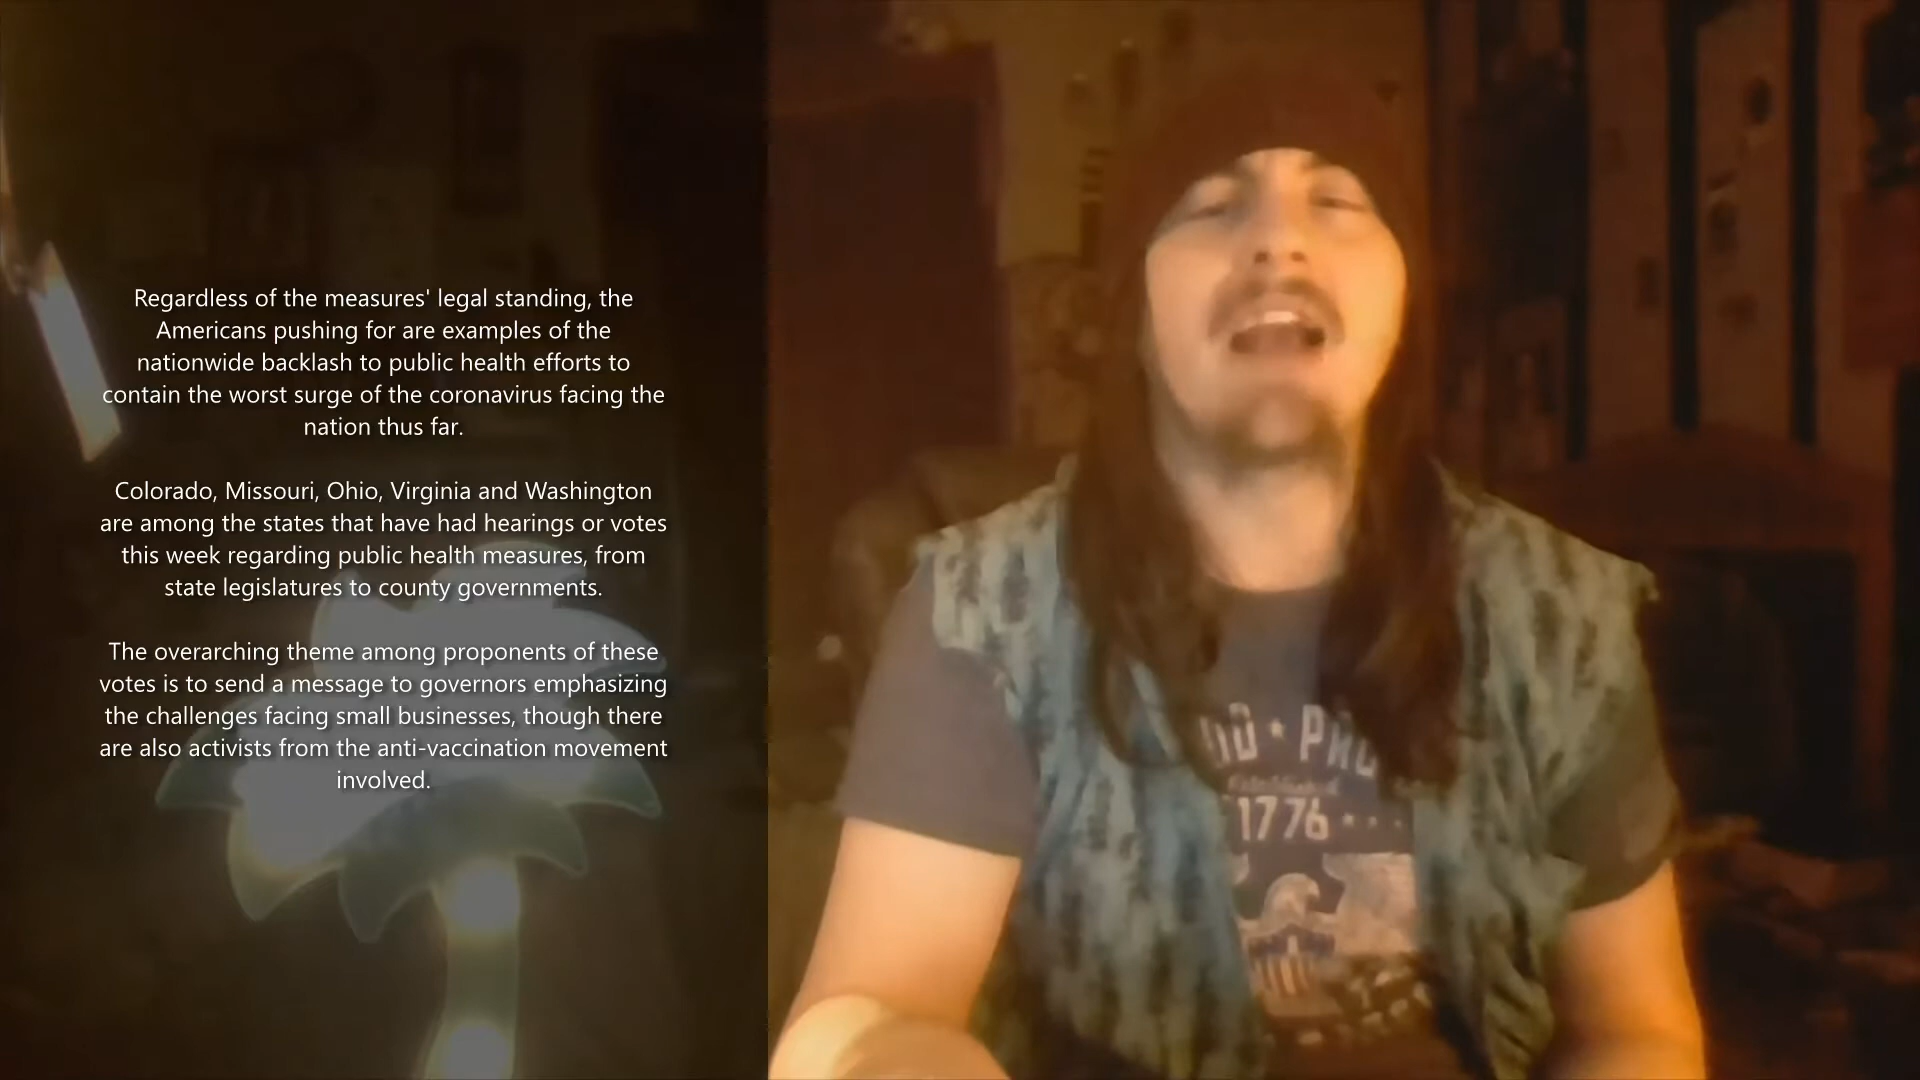 Regardless of the measures' legal standing, the
Americans pushing for are examples of the
nationwide backlash to public health efforts to
contain the worst surge of the coronavirus facing the
nation thus far.
Colorado, Missouri, Ohio, Virginia and Washington
are among the states that have had hearings or votes
this week regarding public health measures, from
state legislatures to county governments.
The overarching theme among proponents of these
votes is to send a message to governors emphasizing
the challenges facing small businesses, though there
are also activists from the anti-vaccination movement
involved.
1776